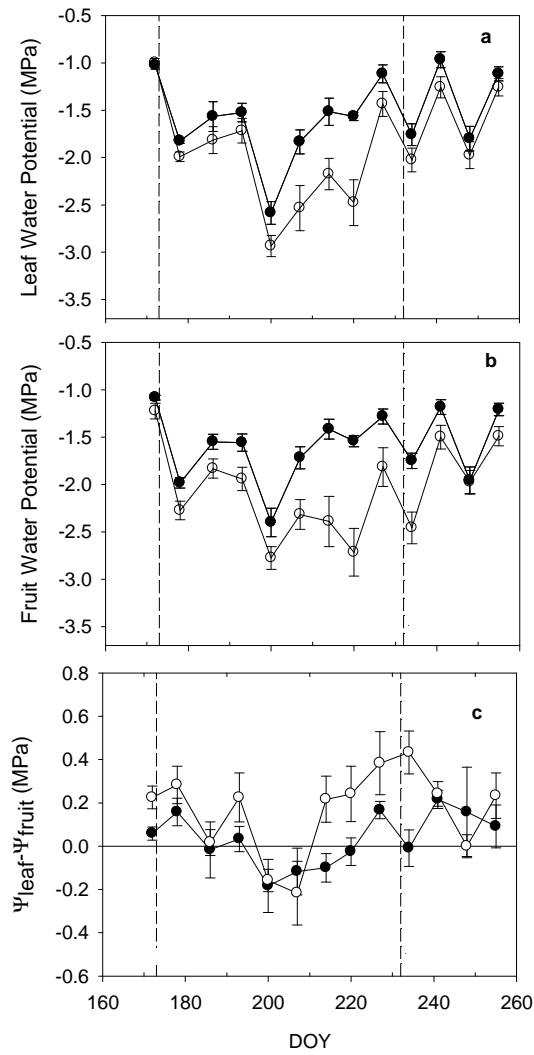 -0.5
a
-1.0
-1.5
-2.0
-2.5
-3.0
-3.5
Leaf Water Potential (MPa)
-0.5
b
-1.0
-1.5
-2.0
-2.5
-3.0
-3.5
Fruit Water Potential (MPa)
0.8
c
0.6
0.4
0.2
0.0
-0.2
-0.4
-0.6
Ψleaf-Ψfruit (MPa)
160 180 200 220 240 260
DOY